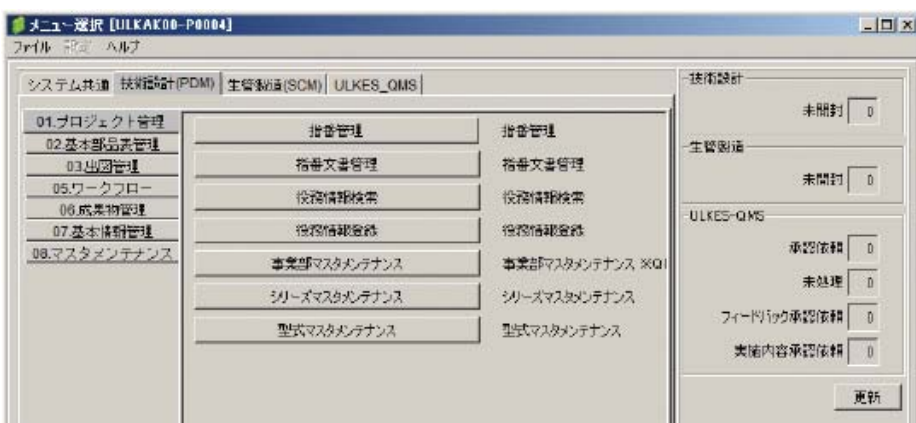 メニュー選択 [ULKAK00-P0004]
ファイル 設定 ヘルプ
システム共通 技術設計(PDM) 生管製造(SCM) ULKES_QMS
01.プロジェクト管理
02.基本部品表管理
03.出図管理
05.ワークフロー
06.成果物管理
07.基本情報管理
08.マスタメンテナンス
指番管理 指番管理
指番文書管理 指番文書管理
役務情報検索 役務情報検索
役務情報登録 役務情報登録
事業部マスタメンテナンス 事業部マスタメンテナンス ※QI
シリーズマスタメンテナンス シリーズマスタメンテナンス
型式マスタメンテナンス 型式マスタメンテナンス
技術設計
未開封 0
生管製造
未開封 0
ULKES-QMS
承認依頼 0
未処理 0
フィードバック承認依頼 0
実施内容承認依頼 0
更新